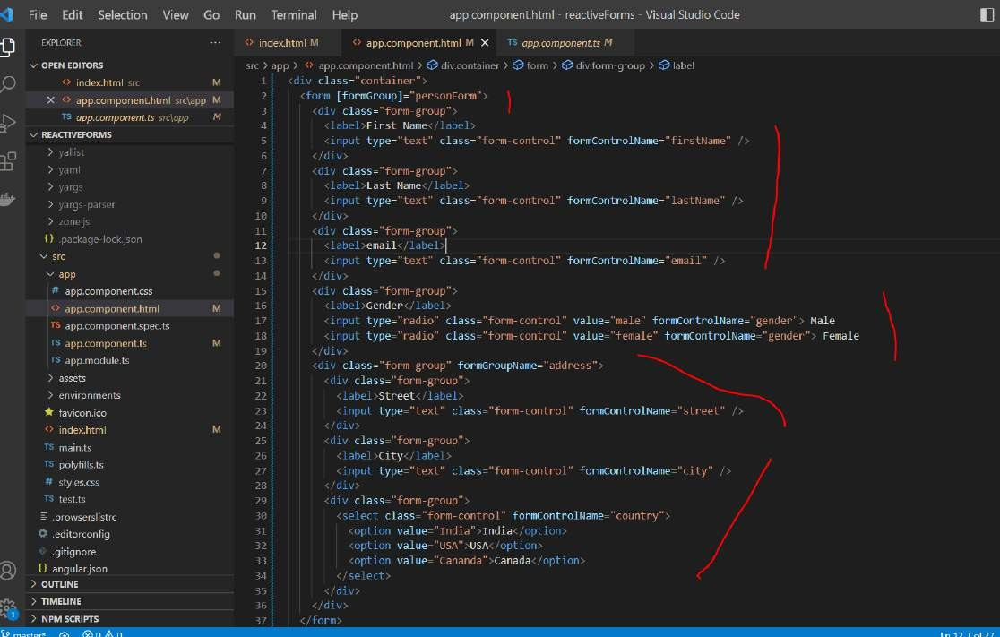 File Edit Selection View Go Run Terminal Help app.component.html - reactiveForms - Visual Studio Code
EXPLORER ···
OPEN EDITORS
index.html src M
app.component.html src\app M
TS app.component.ts src\app M
REACTIVEFORMS
yallist
yaml
yargs
yargs-parser
zone.js
{} .package-lock.json
src
app
# app.component.css
<> app.component.html M
TS app.component.spec.ts
TS app.component.ts M
TS app.module.ts
assets
environments
favicon.ico
<> index.html M
TS main.ts
TS polyfills.ts
# styles.css
TS test.ts
.browserslistrc
.editorconfig
.gitignore
{} angular.json
OUTLINE
TIMELINE
NPM SCRIPTS
<> index.html M <> app.component.html M TS app.component.ts M
src > app > <> app.component.html > div.container > form > div.form-group > label
1 <div class="container">
2 <form [formGroup]="personForm">
3 <div class="form-group">
4 <label>First Name</label>
5 <input type="text" class="form-control" formControlName="firstName" />
6 </div>
7 <div class="form-group">
8 <label>Last Name</label>
9 <input type="text" class="form-control" formControlName="lastName" />
10 </div>
11 <div class="form-group">
12 <label>email</label>
13 <input type="text" class="form-control" formControlName="email" />
14 </div>
15 <div class="form-group">
16 <label>Gender</label>
17 <input type="radio" class="form-control" value="male" formControlName="gender"> Male
18 <input type="radio" class="form-control" value="female" formControlName="gender"> Female
19 </div>
20 <div class="form-group" formGroupName="address">
21 <div class="form-group">
22 <label>Street</label>
23 <input type="text" class="form-control" formControlName="street" />
24 </div>
25 <div class="form-group">
26 <label>City</label>
27 <input type="text" class="form-control" formControlName="city" />
28 </div>
29 <div class="form-group">
30 <select class="form-control" formControlName="country">
31 <option value="India">India</option>
32 <option value="USA">USA</option>
33 <option value="Cananda">Canada</option>
34 </select>
35 </div>
36 </div>
37 </form>
1
master* 0 0 Ln 12, Col 27